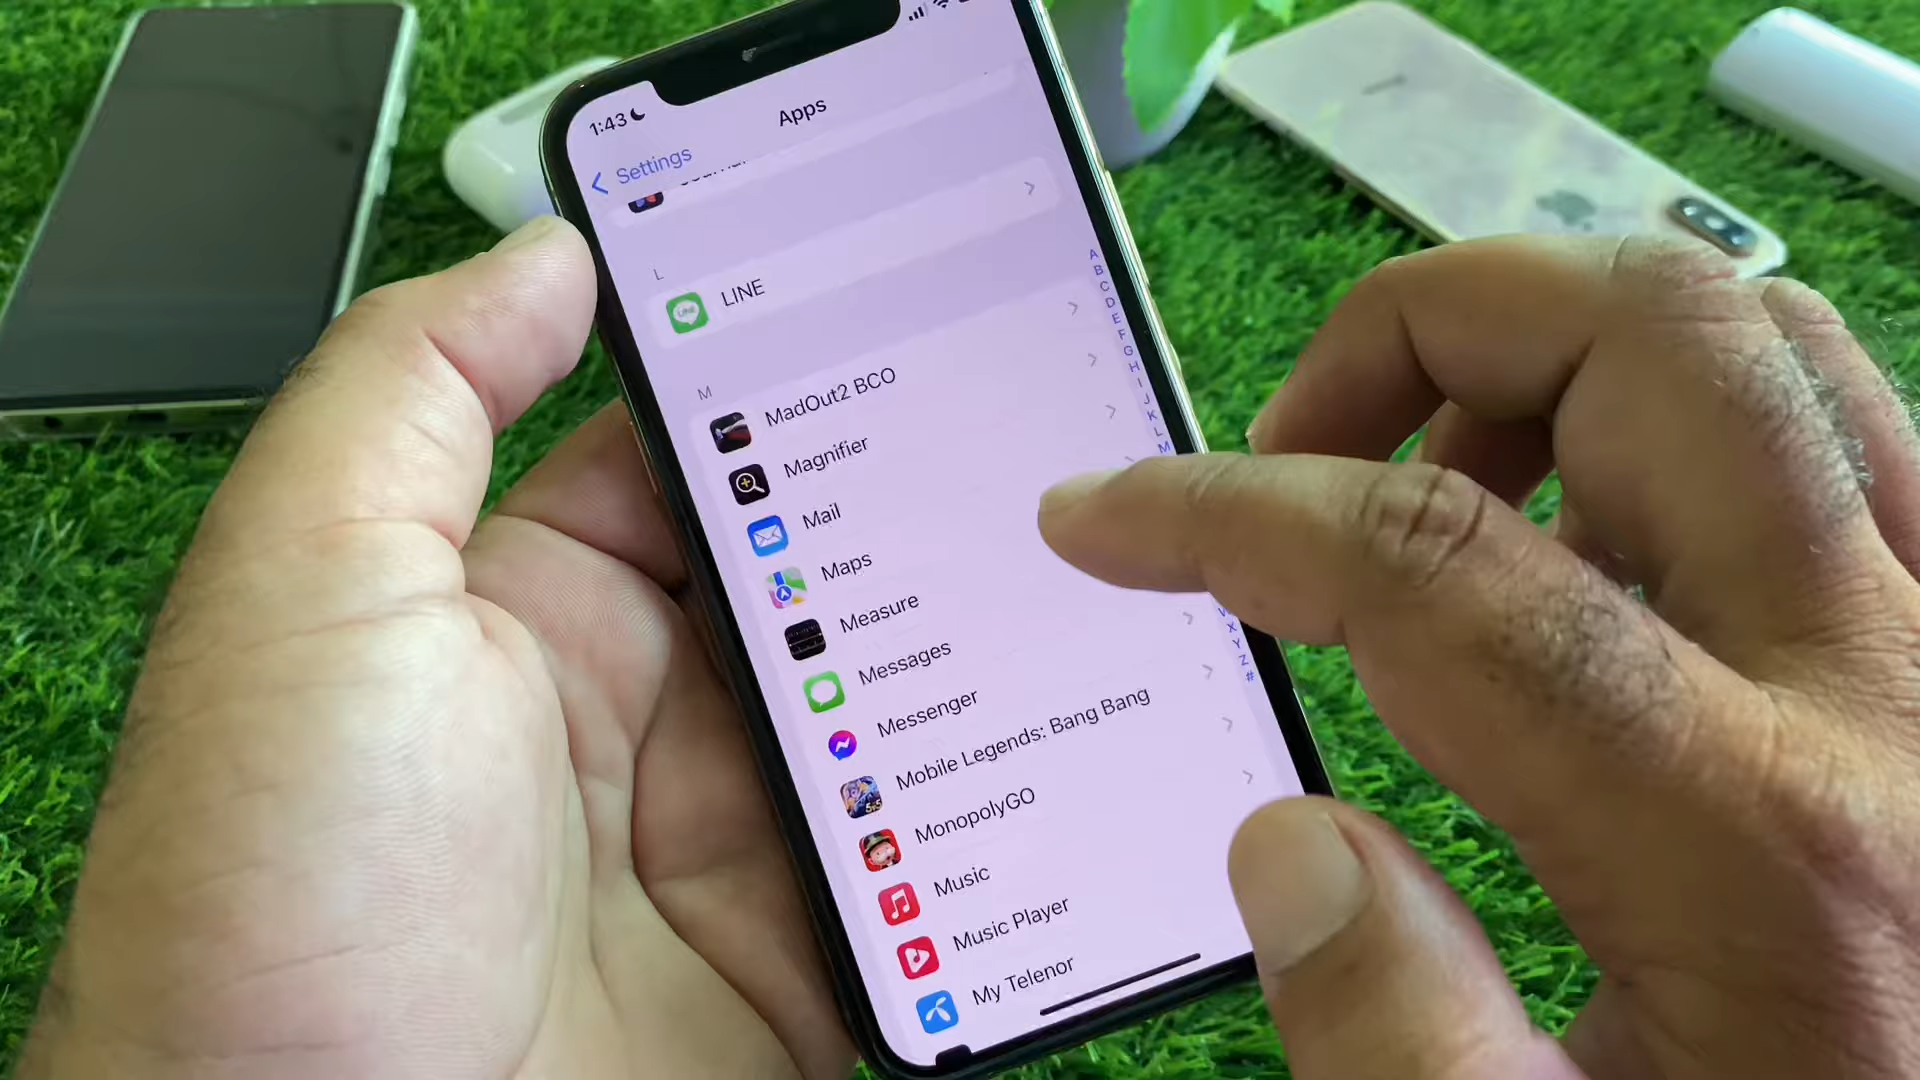 1:43
Apps
Settings
L
LINE
M
MadOut2 BCO
Magnifier
Mail
Maps
Measure
Messages
Messenger
Mobile Legends: Bang Bang
MonopolyGO
Music
Music Player
My Telenor
A
B
C
D
E
F
G
H
I
J
K
L
M
W
X
Y
Z
#